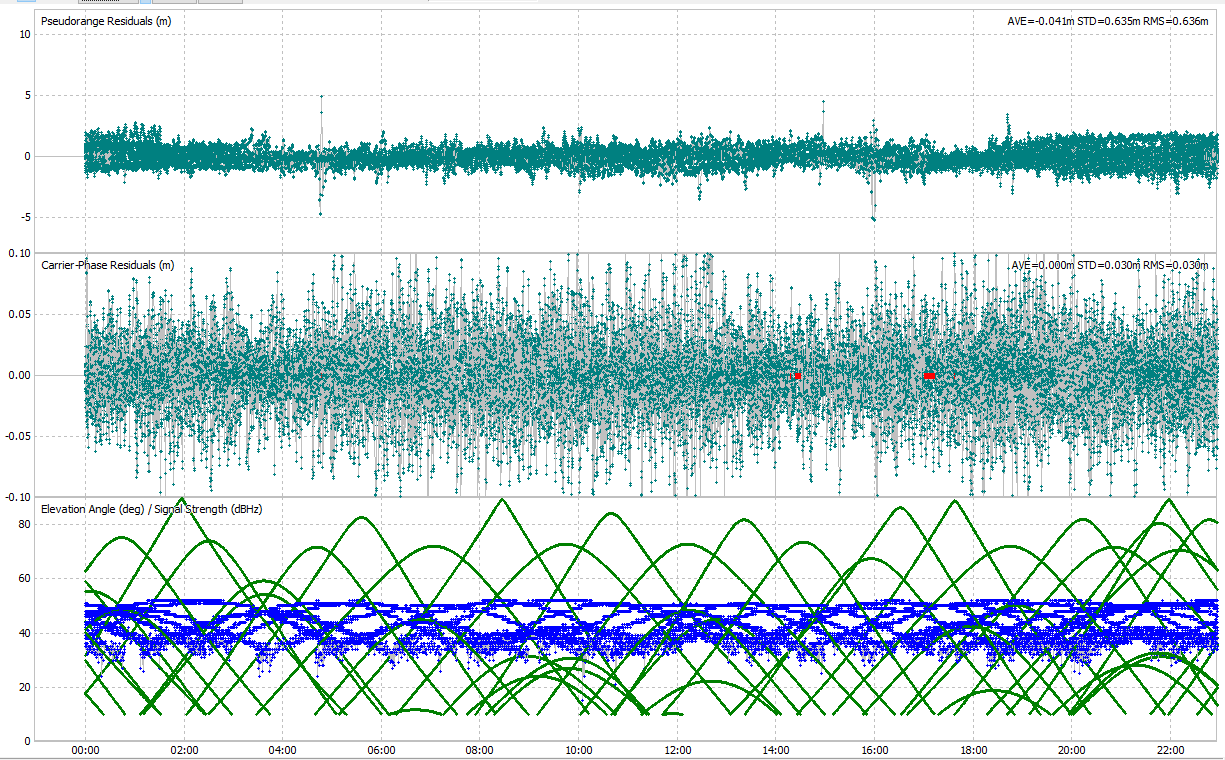 Pseudorange Residuals (m)
AVE=-0.041m STD=0.635m RMS=0.636m
10
5
0
-5
0.10
Carrier-Phase Residuals (m)
AVE=0.000m STD=0.030m RMS=0.030m
0.05
0.00
-0.05
-0.10
Elevation Angle (deg) / Signal Strength (dBHz)
80
60
40
20
0
00:00 02:00 04:00 06:00 08:00 10:00 12:00 14:00 16:00 18:00 20:00 22:00